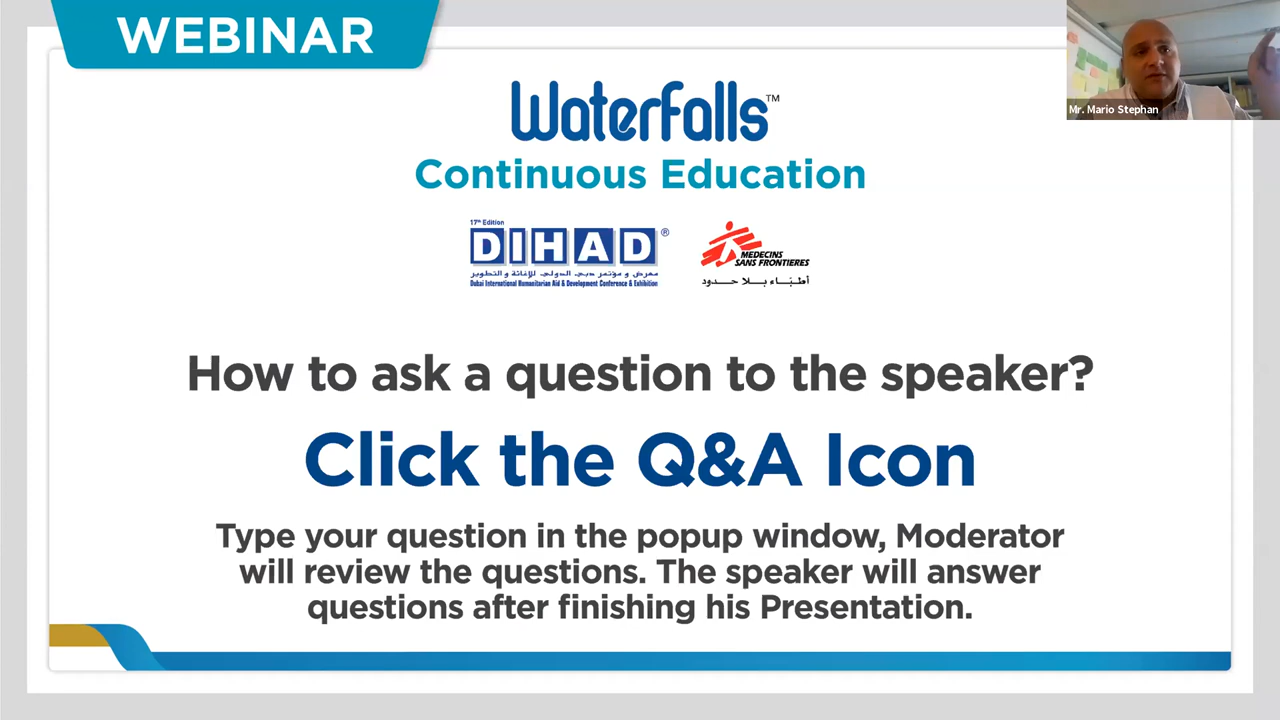 WEBINAR
Mr. Mario Stephan
Waterfalls™
Continuous Education
17th Edition
DIHAD®
معرض و مؤتمر دبي الدولي للإغاثة و التطوير
Dubai International Humanitarian Aid & Development Conference & Exhibition
MEDECINS
SANS FRONTIERES
أطبّاء بلا حدود
How to ask a question to the speaker?
Click the Q&A Icon
Type your question in the popup window, Moderator
will review the questions. The speaker will answer
questions after finishing his Presentation.